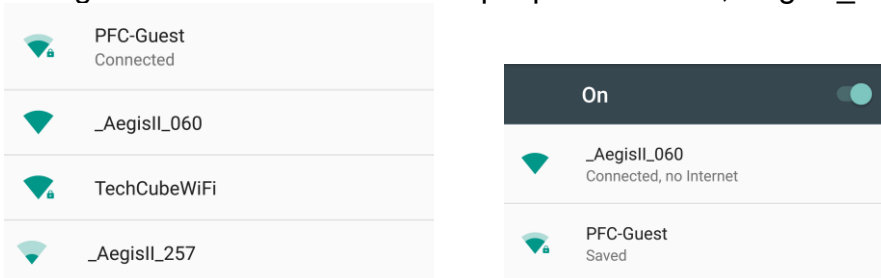 PFC-Guest
Connected
_AegisII_060
TechCubeWiFi
_AegisII_257
On
_AegisII_060
Connected, no Internet
PFC-Guest
Saved